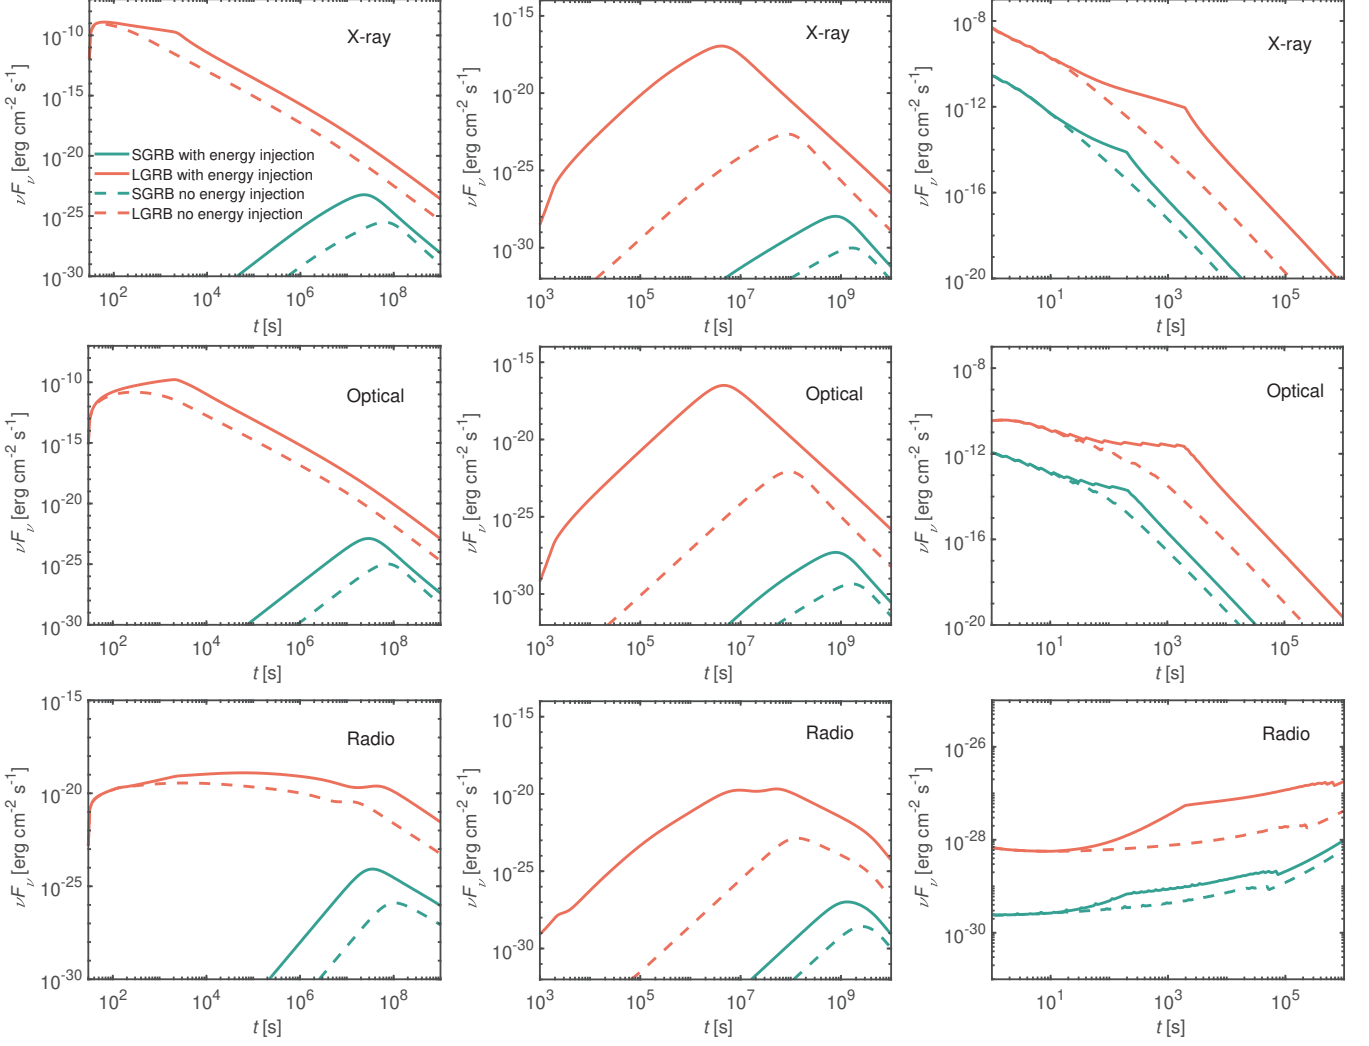 10^-10
10^-15
10^-20
10^-25
10^-30
νF_ν [erg cm^-2 s^-1]
X-ray
SGRB with energy injection
LGRB with energy injection
SGRB no energy injection
LGRB no energy injection
10^2 10^4 10^6 10^8
t [s]
10^-15
10^-20
10^-25
10^-30
νF_ν [erg cm^-2 s^-1]
X-ray
10^3 10^5 10^7 10^9
t [s]
10^-8
10^-12
10^-16
10^-20
νF_ν [erg cm^-2 s^-1]
X-ray
10^1 10^3 10^5
t [s]
10^-10
10^-15
10^-20
10^-25
10^-30
νF_ν [erg cm^-2 s^-1]
Optical
10^2 10^4 10^6 10^8
t [s]
10^-15
10^-20
10^-25
10^-30
νF_ν [erg cm^-2 s^-1]
Optical
10^3 10^5 10^7 10^9
t [s]
10^-8
10^-12
10^-16
10^-20
νF_ν [erg cm^-2 s^-1]
Optical
10^1 10^3 10^5
t [s]
10^-15
10^-20
10^-25
10^-30
νF_ν [erg cm^-2 s^-1]
Radio
10^2 10^4 10^6 10^8
t [s]
10^-15
10^-20
10^-25
10^-30
νF_ν [erg cm^-2 s^-1]
Radio
10^3 10^5 10^7 10^9
t [s]
10^-26
10^-28
10^-30
νF_ν [erg cm^-2 s^-1]
Radio
10^1 10^3 10^5
t [s]